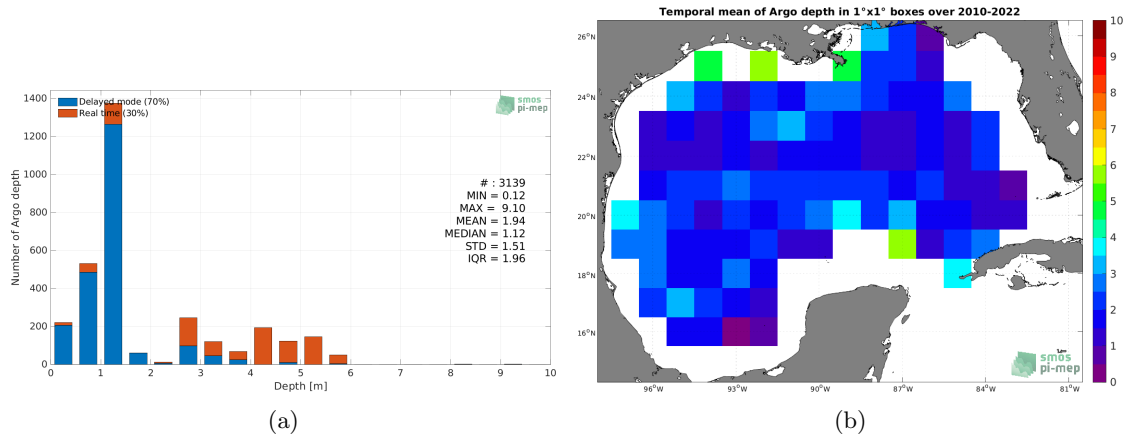 Delayed mode (70%)
Real time (30%)
smos
pi-mep
# : 3139
MIN = 0.12
MAX = 9.10
MEAN = 1.94
MEDIAN = 1.12
STD = 1.51
IQR = 1.96
Number of Argo depth
1400
1200
1000
800
600
400
200
0
0 1 2 3 4 5 6 7 8 9 10
Depth [m]
(a)
Temporal mean of Argo depth in 1°x1° boxes over 2010-2022
26°N
24°N
22°N
20°N
18°N
16°N
96°W 93°W 90°W 87°W 84°W 81°W
smos
pi-mep
10
9
8
7
6
5
4
3
2
1
0
(b)